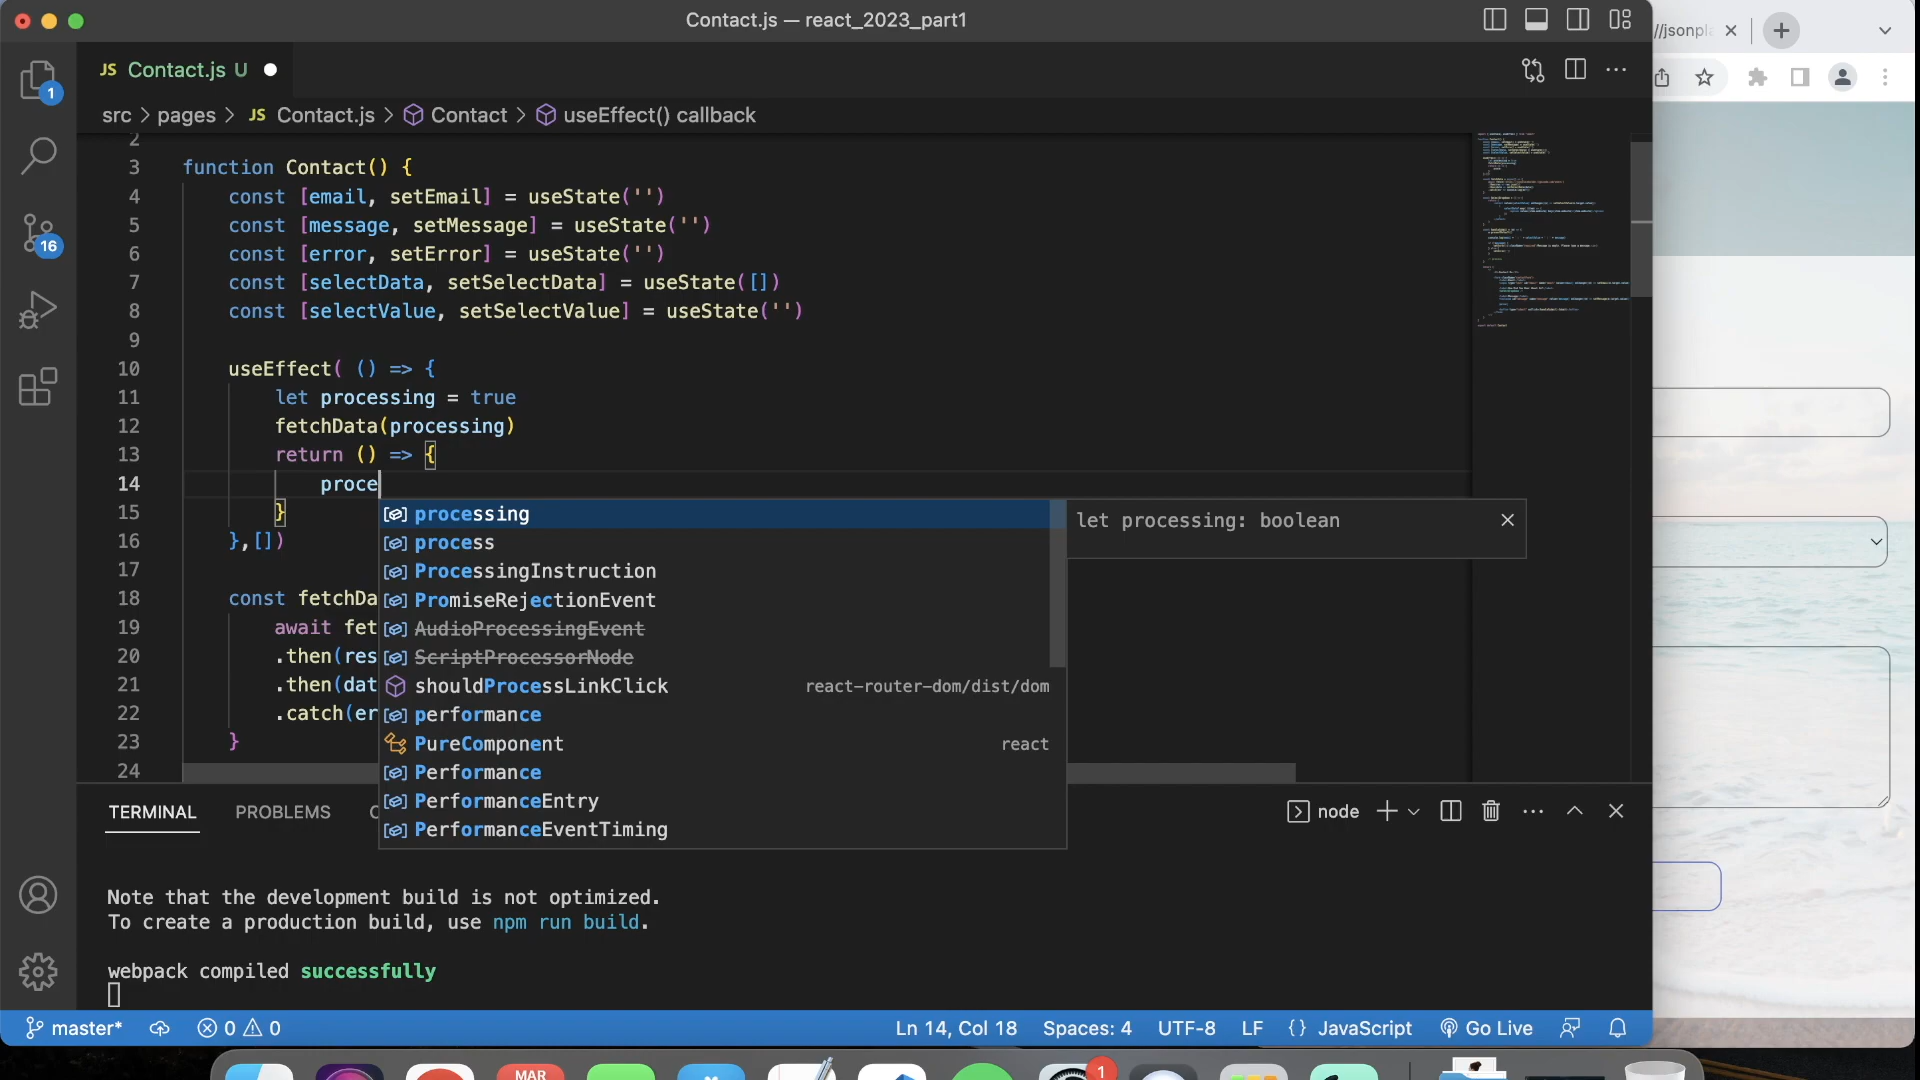 Contact.js — react_2023_part1
//jsonpla
JS Contact.js U
src > pages > JS Contact.js > Contact > useEffect() callback
2
3 function Contact() {
4 const [email, setEmail] = useState('')
5 const [message, setMessage] = useState('')
6 const [error, setError] = useState('')
7 const [selectData, setSelectData] = useState([])
8 const [selectValue, setSelectValue] = useState('')
9
10 useEffect( () => {
11 let processing = true
12 fetchData(processing)
13 return () => {
14 proce
15 }
16 },[])
17
18 const fetchDa
19 await fet
20 .then(res
21 .then(dat
22 .catch(er
23 }
24
processing
process
ProcessingInstruction
PromiseRejectionEvent
AudioProcessingEvent
ScriptProcessorNode
shouldProcessLinkClick react-router-dom/dist/dom
performance
PureComponent react
Performance
PerformanceEntry
PerformanceEventTiming
let processing: boolean
1
16
TERMINAL PROBLEMS
node
Note that the development build is not optimized.
To create a production build, use npm run build.
webpack compiled successfully
master* 0 0 Ln 14, Col 18 Spaces: 4 UTF-8 LF {} JavaScript Go Live
MAR
1